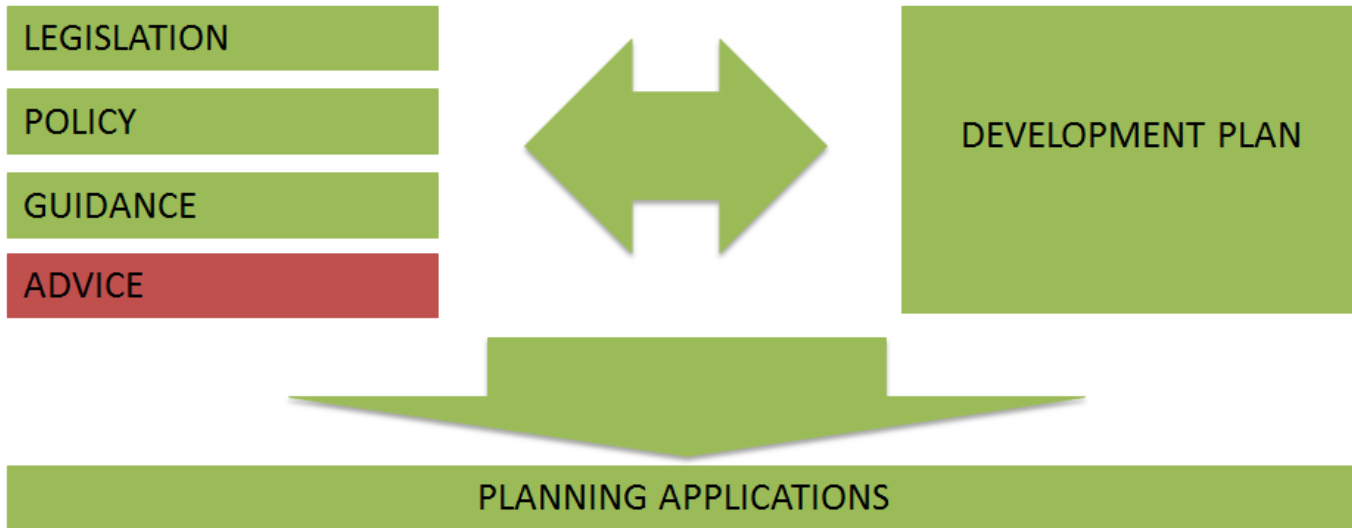 LEGISLATION
POLICY
GUIDANCE
ADVICE
DEVELOPMENT PLAN
PLANNING APPLICATIONS